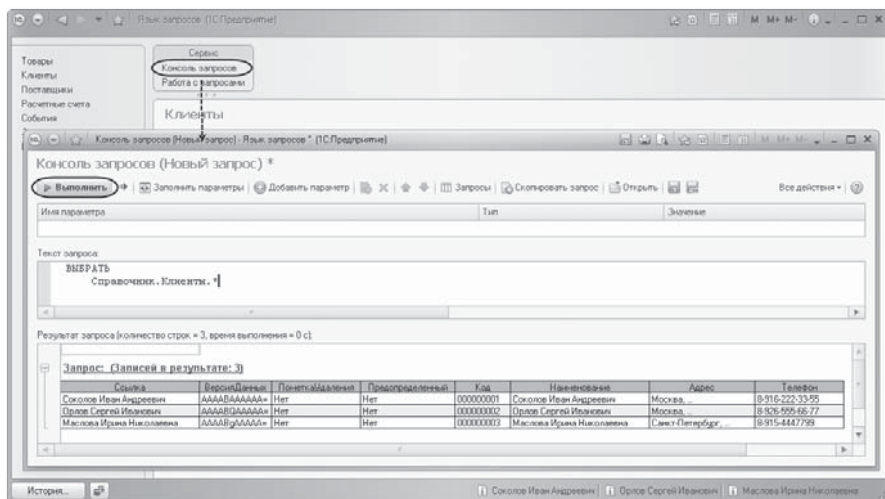 Язык запросов (1С:Предприятие)
M M+ M-
Товары
Клиенты
Поставщики
Расчетные счета
События
Сервис
Консоль запросов
Работа с запросами
Клиенты
Консоль запросов (Новый запрос) - Язык запросов * (1С:Предприятие)
M M+ M-
Консоль запросов (Новый запрос) *
Выполнить
Заполнить параметры
Добавить параметр
Запросы
Скопировать запрос
Открыть
Все действия
Имя параметра Тип Значение
Текст запроса:
ВЫБРАТЬ
Справочник.Клиенты.*
Результат запроса (количество строк = 3, время выполнения = 0 с):
Запрос: (Записей в результате: 3)
Ссылка ВерсияДанных ПометкаУдаления Предопределенный Код Наименование Адрес Телефон
Соколов Иван Андреевич AAAABAAAAAA= Нет Нет 000000001 Соколов Иван Андреевич Москва, ... 8-916-222-33-55
Орлов Сергей Иванович AAAABQAAAAA= Нет Нет 000000002 Орлов Сергей Иванович Москва, ... 8-926-555-66-77
Маслова Ирина Николаевна AAAABgAAAAA= Нет Нет 000000003 Маслова Ирина Николаевна Санкт-Петербург, ... 8-915-4447799
История...
Соколов Иван Андреевич
Орлов Сергей Иванович
Маслова Ирина Николаевна